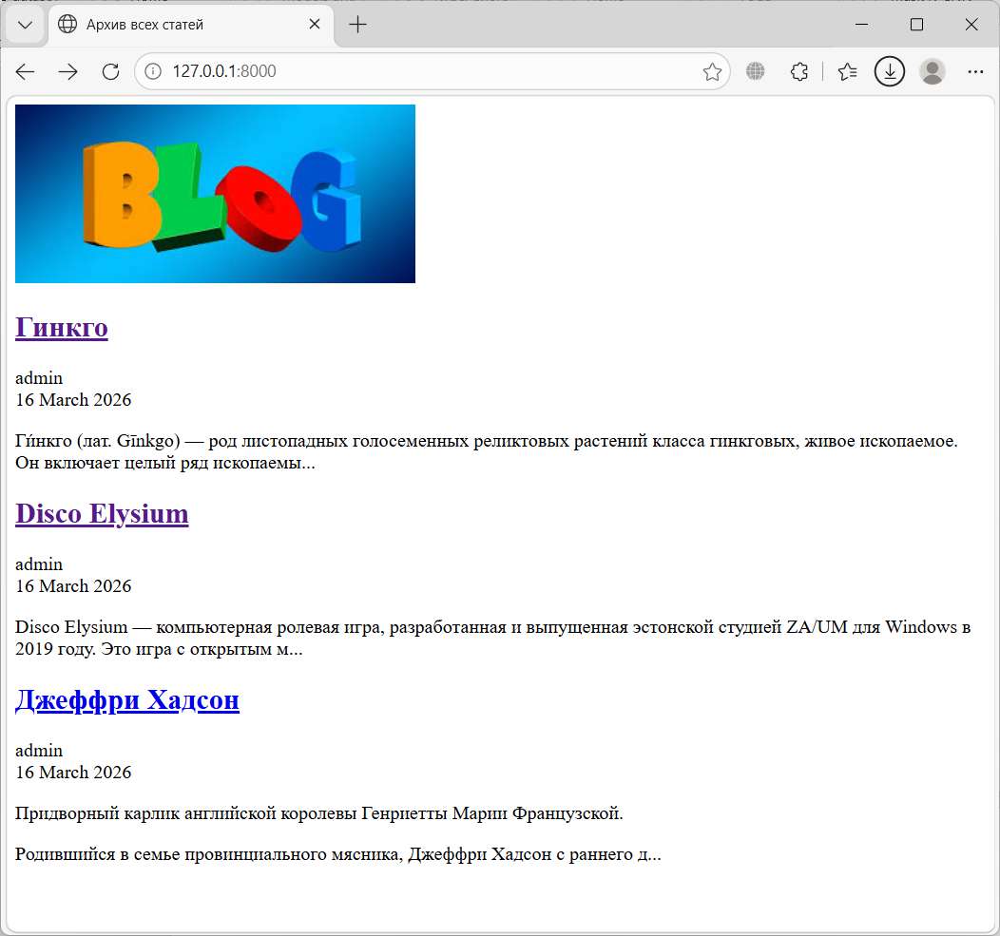 Архив всех статей
127.0.0.1:8000
BLOG
Гинкго
admin
16 March 2026
Ги́нкго (лат. Gīnkgo) — род листопадных голосеменных реликтовых растений класса гинкговых, живое ископаемое.
Он включает целый ряд ископаемы...
Disco Elysium
admin
16 March 2026
Disco Elysium — компьютерная ролевая игра, разработанная и выпущенная эстонской студией ZA/UM для Windows в
2019 году. Это игра с открытым м...
Джеффри Хадсон
admin
16 March 2026
Придворный карлик английской королевы Генриетты Марии Французской.
Родившийся в семье провинциального мясника, Джеффри Хадсон с раннего д...